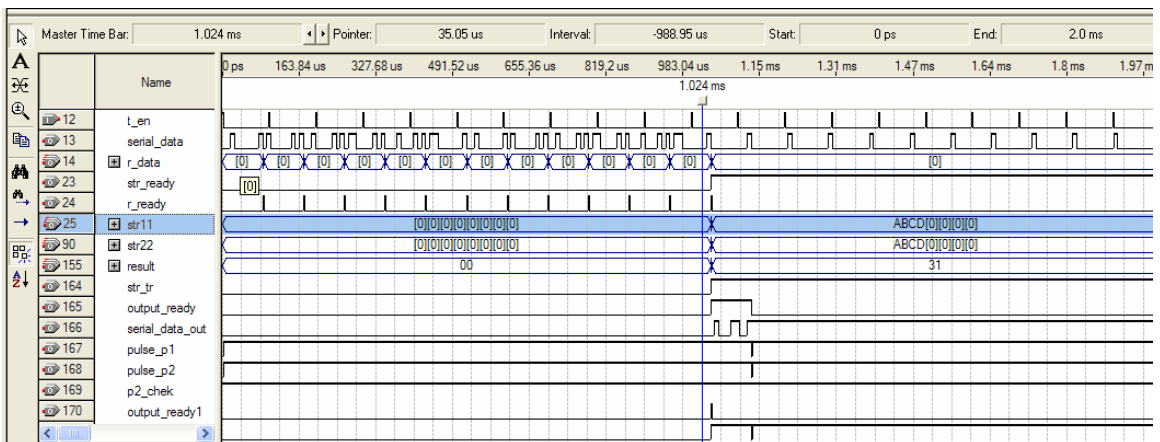 Master Time Bar: 1.024 ms Pointer: 35.05 us Interval: -988.95 us Start: 0 ps End: 2.0 ms
A
Name
0 ps 163.84 us 327.68 us 491.52 us 655.36 us 819.2 us 983.04 us 1.15 ms 1.31 ms 1.47 ms 1.64 ms 1.8 ms 1.97 m
1.024 ms
12 t_en
13 serial_data
14 r_data [0] [0] [0] [0] [0] [0] [0] [0] [0] [0] [0] [0] [0]
23 str_ready [0]
24 r_ready
25 str11 [0][0][0][0][0][0][0][0] ABCD[0][0][0][0]
90 str22 [0][0][0][0][0][0][0][0] ABCD[0][0][0][0]
155 result 00 31
164 str_tr
165 output_ready
166 serial_data_out
167 pulse_p1
168 pulse_p2
169 p2_chek
170 output_ready1